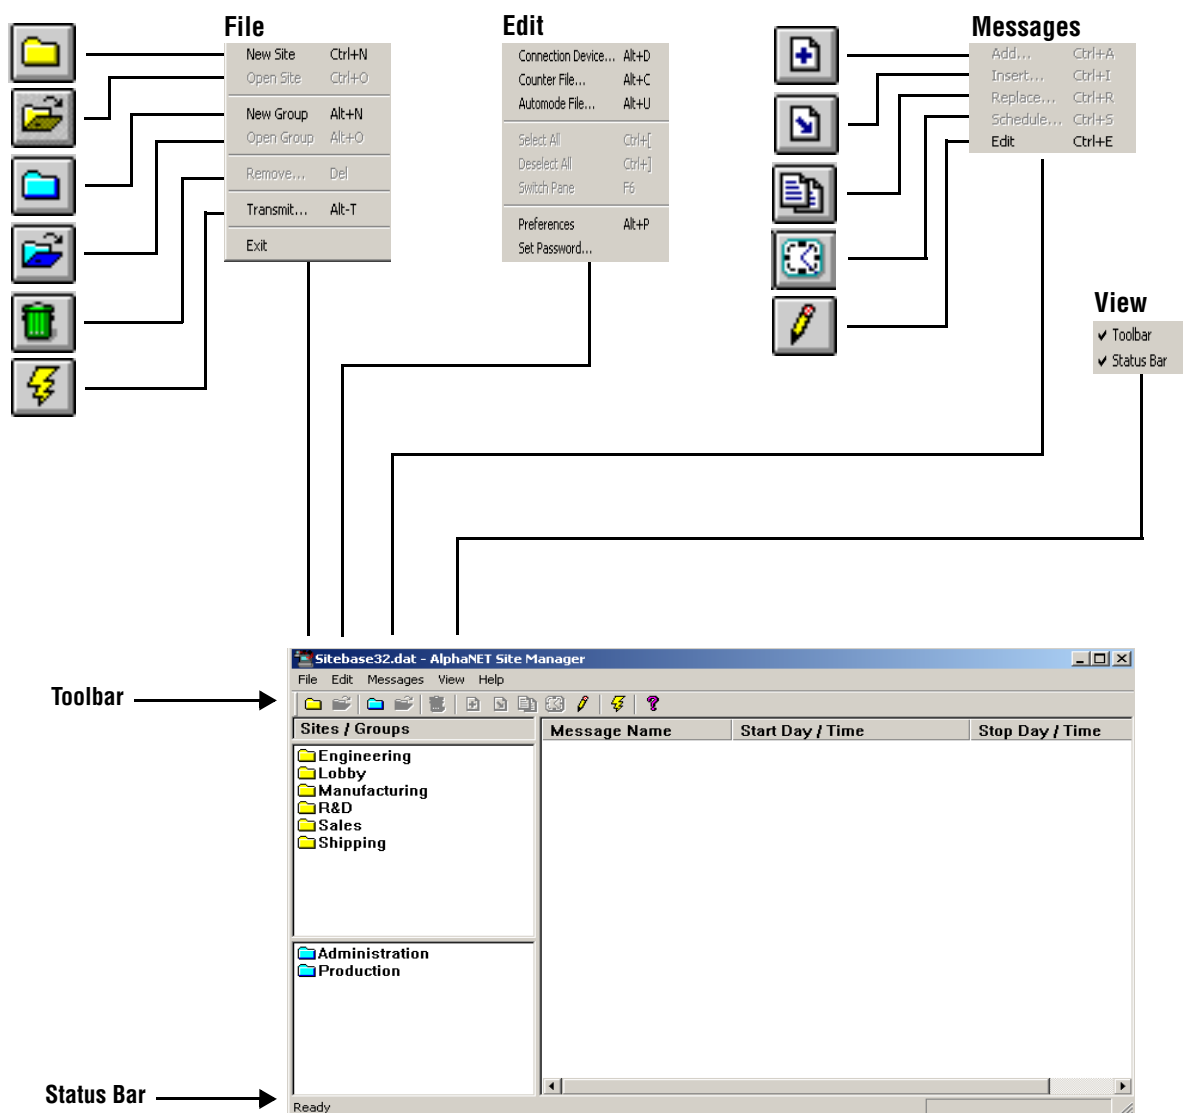 File
New Site Ctrl+N
Open Site Ctrl+O
New Group Alt+N
Open Group Alt+O
Remove... Del
Transmit... Alt-T
Exit
Edit
Connection Device... Alt+D
Counter File... Alt+C
Automode File... Alt+U
Select All Ctrl+[
Deselect All Ctrl+]
Switch Pane F6
Preferences Alt+P
Set Password...
Messages
Add... Ctrl+A
Insert... Ctrl+I
Replace... Ctrl+R
Schedule... Ctrl+S
Edit Ctrl+E
View
✓ Toolbar
✓ Status Bar
Sitebase32.dat - AlphaNET Site Manager
File Edit Messages View Help
Toolbar
Sites / Groups
Message Name Start Day / Time Stop Day / Time
Engineering
Lobby
Manufacturing
R&D
Sales
Shipping
Administration
Production
Status Bar
Ready